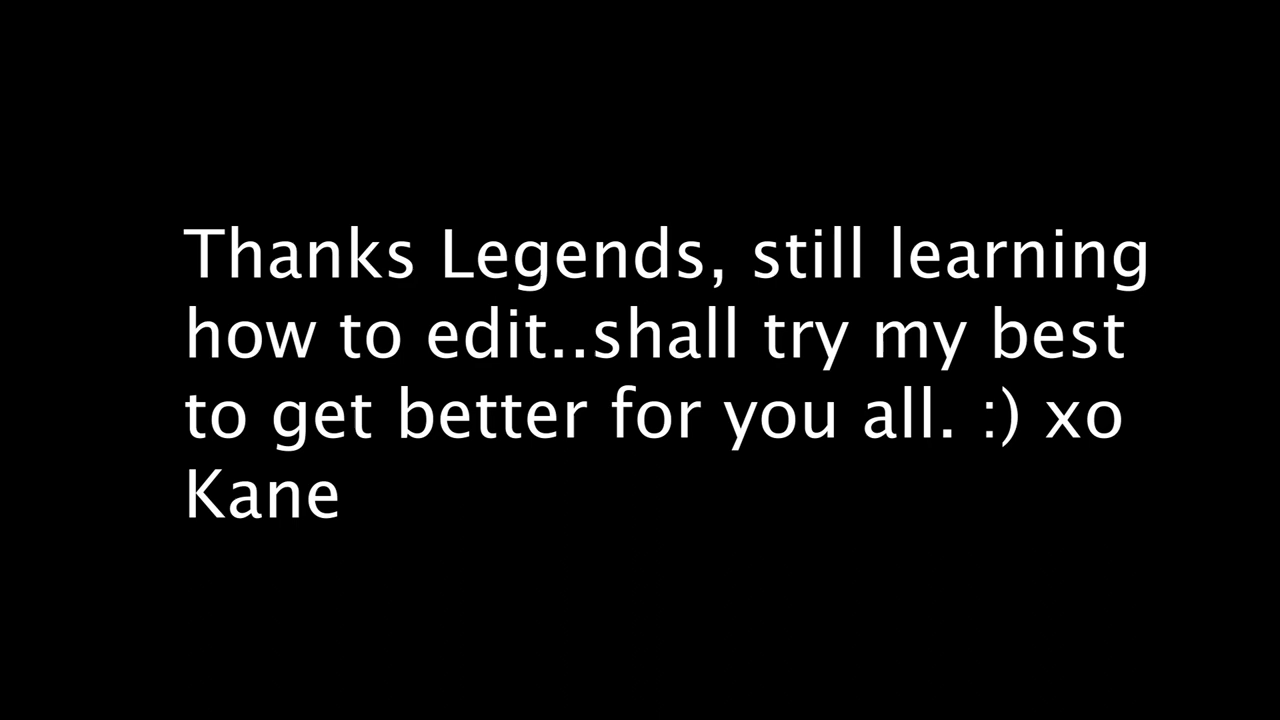 Thanks Legends, still learning
how to edit..shall try my best
to get better for you all. :) xo
Kane